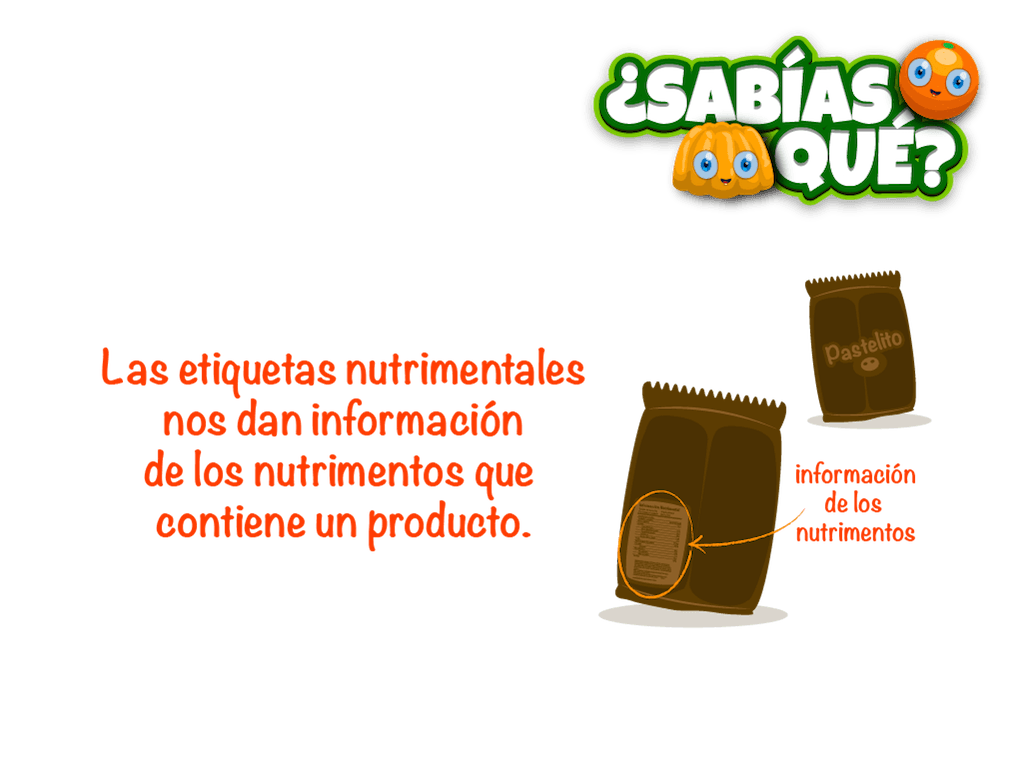 ¿SABÍAS
QUÉ?
Pastelito
Las etiquetas nutrimentales
nos dan información
de los nutrimentos que
contiene un producto.
información
de los
nutrimentos